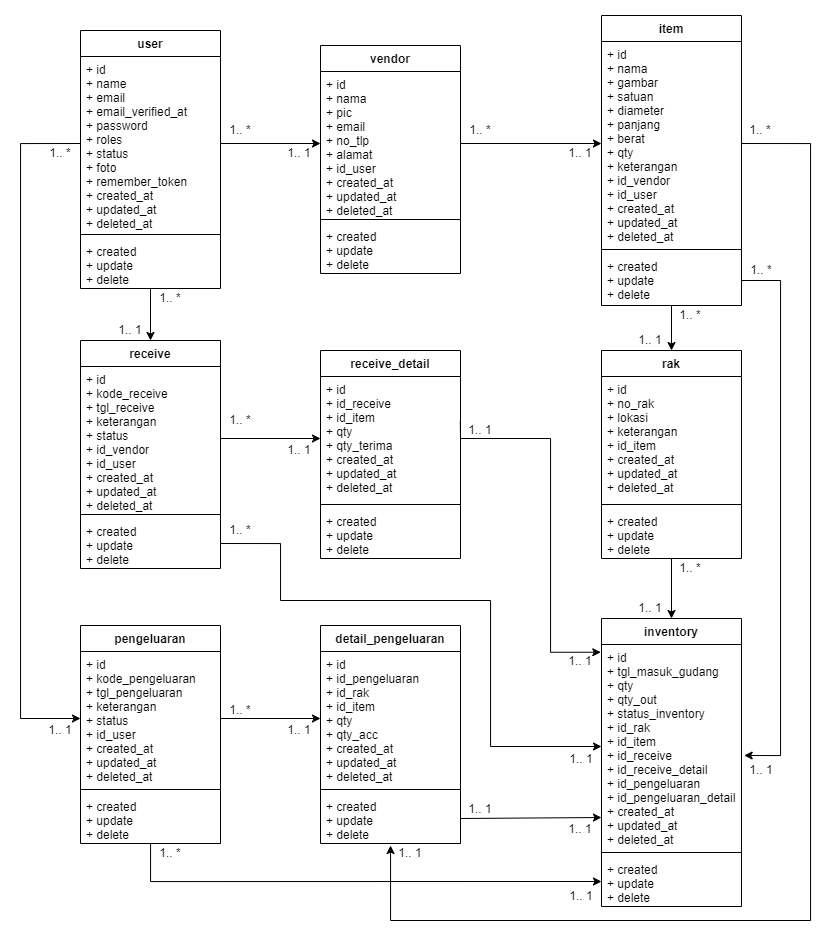 user
+ id
+ name
+ email
+ email_verified_at
+ password
+ roles
+ status
+ foto
+ remember_token
+ created_at
+ updated_at
+ deleted_at
+ created
+ update
+ delete
1.. *
1.. 1
1.. *
1.. 1
1.. *
1.. 1
vendor
+ id
+ nama
+ pic
+ email
+ no_tlp
+ alamat
+ id_user
+ created_at
+ updated_at
+ deleted_at
+ created
+ update
+ delete
1.. *
1.. 1
item
+ id
+ nama
+ gambar
+ satuan
+ diameter
+ panjang
+ berat
+ qty
+ keterangan
+ id_vendor
+ id_user
+ created_at
+ updated_at
+ deleted_at
+ created
+ update
+ delete
1.. *
1.. *
1.. *
1.. 1
receive
+ id
+ kode_receive
+ tgl_receive
+ keterangan
+ status
+ id_vendor
+ id_user
+ created_at
+ updated_at
+ deleted_at
+ created
+ update
+ delete
1.. *
1.. 1
1.. *
receive_detail
+ id
+ id_receive
+ id_item
+ qty
+ qty_terima
+ created_at
+ updated_at
+ deleted_at
+ created
+ update
+ delete
1.. 1
1.. 1
rak
+ id
+ no_rak
+ lokasi
+ keterangan
+ id_item
+ created_at
+ updated_at
+ deleted_at
+ created
+ update
+ delete
1.. *
1.. 1
pengeluaran
+ id
+ kode_pengeluaran
+ tgl_pengeluaran
+ keterangan
+ status
+ id_user
+ created_at
+ updated_at
+ deleted_at
+ created
+ update
+ delete
1.. *
1.. 1
1.. *
detail_pengeluaran
+ id
+ id_pengeluaran
+ id_rak
+ id_item
+ qty
+ qty_acc
+ created_at
+ updated_at
+ deleted_at
+ created
+ update
+ delete
1.. 1
1.. 1
1.. 1
1.. 1
1.. 1
inventory
+ id
+ tgl_masuk_gudang
+ qty
+ qty_out
+ status_inventory
+ id_rak
+ id_item
+ id_receive
+ id_receive_detail
+ id_pengeluaran
+ id_pengeluaran_detail
+ created_at
+ updated_at
+ deleted_at
+ created
+ update
+ delete
1.. 1